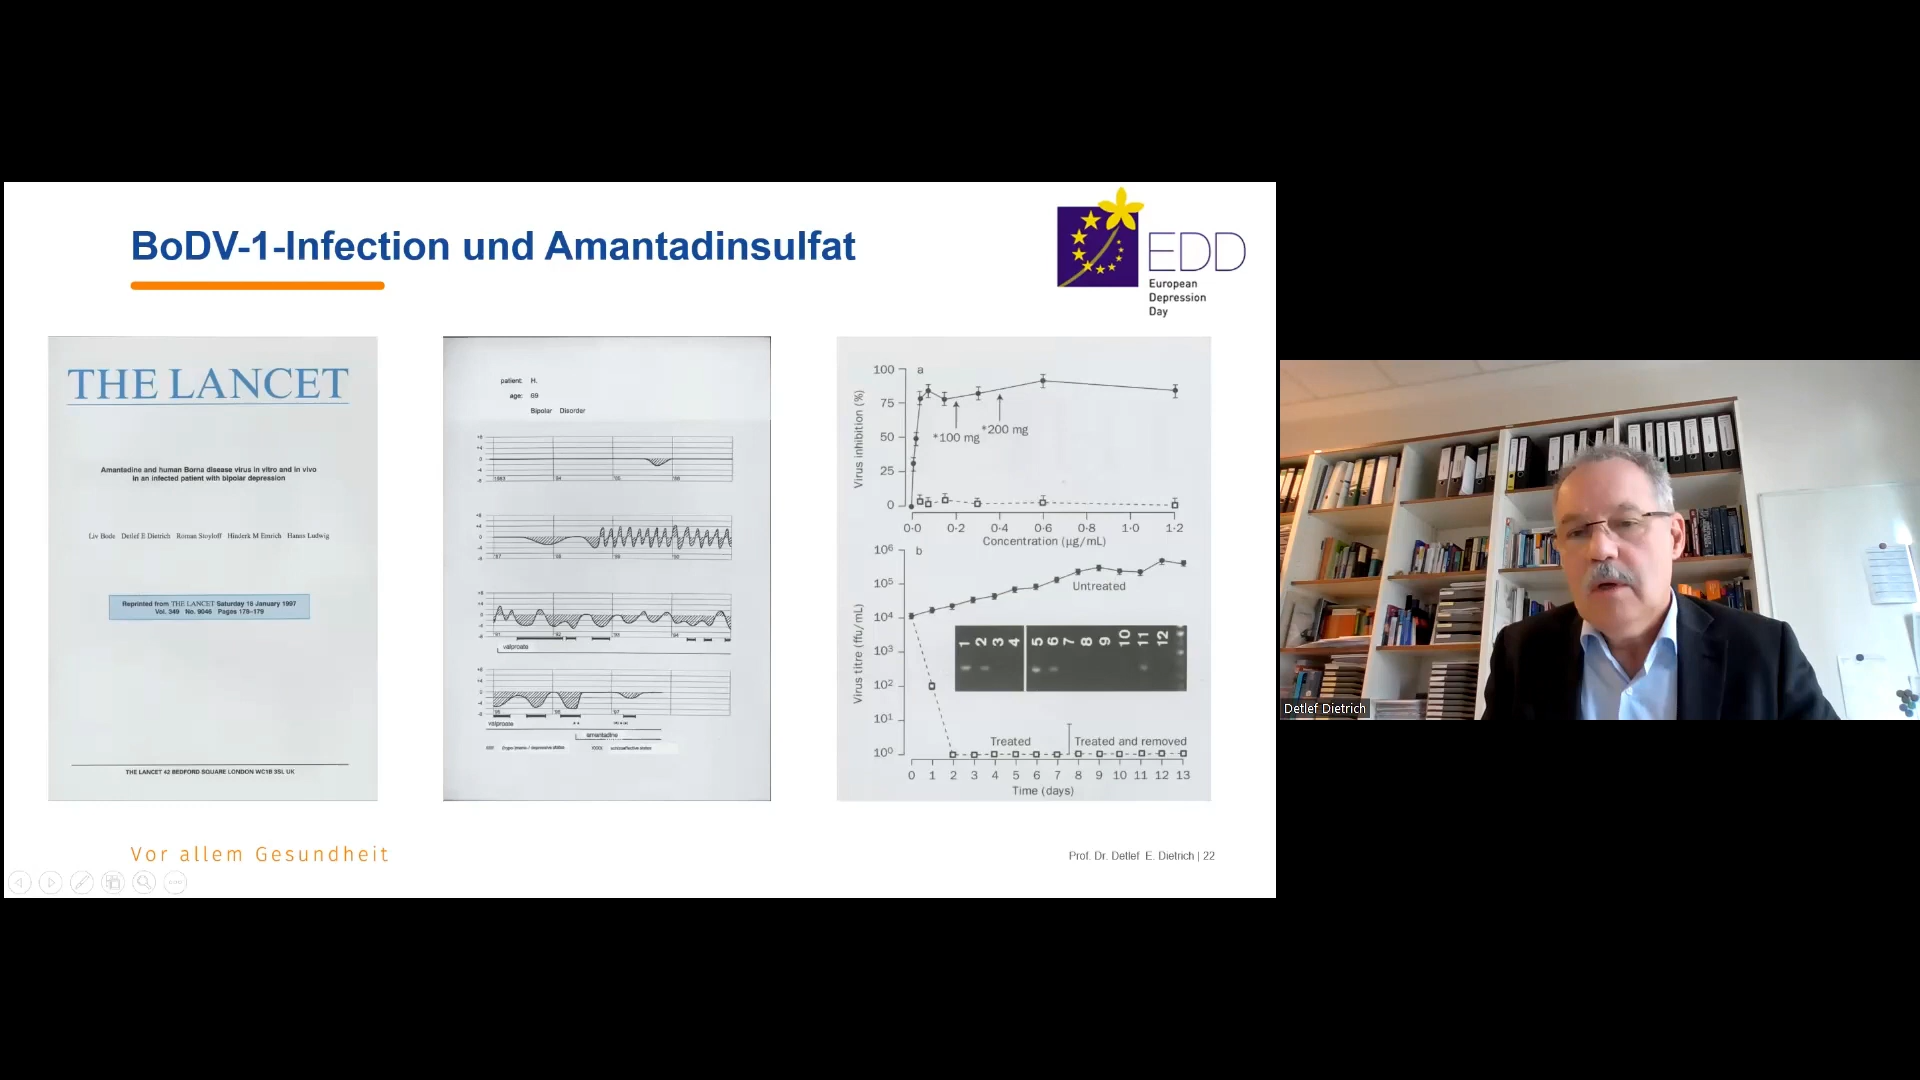 BoDV-1-Infection und Amantadinsulfat
EDD
European
Depression
Day
THE LANCET
Amantadine and human Borna disease virus in vitro and in vivo
in an infected patient with bipolar depression
Liv Bode Detlef E Dietrich Roman Stoyloff Hinderk M Emrich Hanns Ludwig
Reprinted from THE LANCET Saturday 18 January 1997
Vol. 349 No. 9046 Pages 178–179
THE LANCET 42 BEDFORD SQUARE LONDON WC1B 3SL UK
patient: H.
age: 69
Bipolar Disorder
valproate
valproate
amantadine
a
Virus inhibition (%)
100
75
50
25
0
*100 mg
*200 mg
0·0 0·2 0·4 0·6 0·8 1·0 1·2
Concentration (µg/mL)
b
Virus titre (ffu/mL)
10⁶
10⁵
10⁴
10³
10²
10¹
10⁰
Untreated
1 2 3 4 5 6 7 8 9 10 11 12
Treated
Treated and removed
0 1 2 3 4 5 6 7 8 9 10 11 12 13
Time (days)
Vor allem Gesundheit
Prof. Dr. Detlef E. Dietrich | 22
Detlef Dietrich